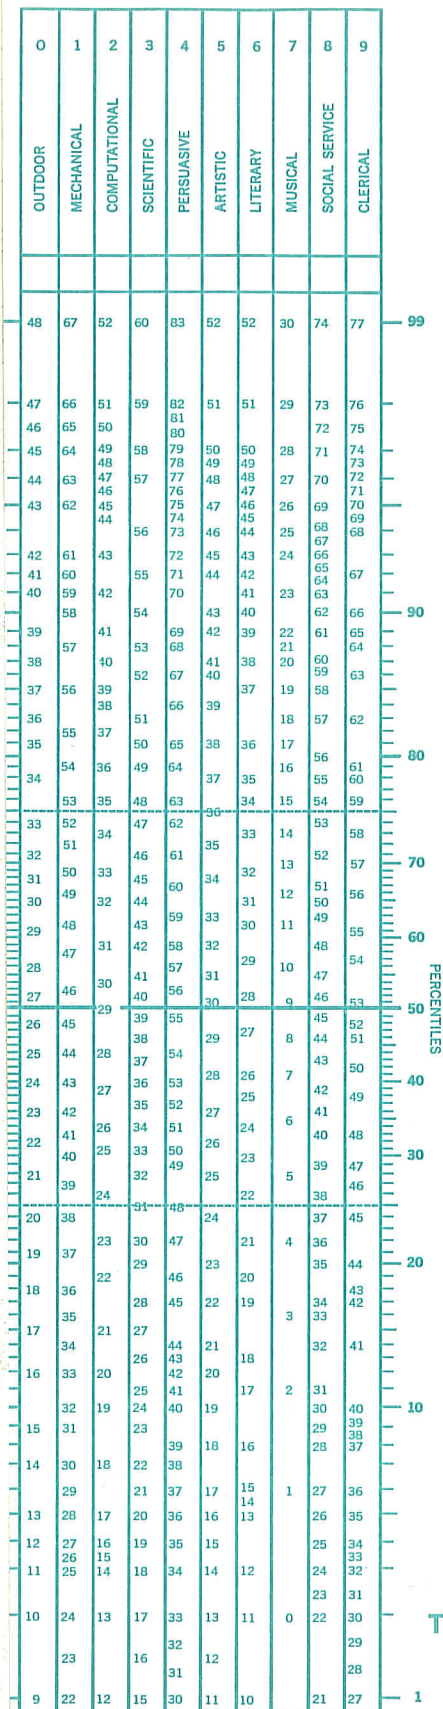 0 1 2 3 4 5 6 7 8 9
OUTDOOR MECHANICAL COMPUTATIONAL SCIENTIFIC PERSUASIVE ARTISTIC LITERARY MUSICAL SOCIAL SERVICE CLERICAL
48 67 52 60 83 52 52 30 74 77 99
47 66 51 59 82 51 51 29 73 76
81
46 65 50 80 72 75
45 64 49 58 79 50 50 28 71 74
48 78 49 49 73
44 63 47 57 77 48 48 27 70 72
46 76 47 71
43 62 45 75 47 46 26 69 70
44 74 45 69
56 73 46 44 25 68 68
67
42 61 43 72 45 43 24 66
65
41 60 55 71 44 42 64 67
40 59 42 70 41 23 63
58 54 43 40 62 66 90
39 41 69 42 39 22 61 65
57 53 68 21 64
38 40 41 38 20 60
52 67 40 59 63
37 56 39 37 19 58
38 66 39
36 51 18 57 62
55 37
35 50 65 38 36 17
56 80
54 36 49 64 16 61
34 37 35 55 60
53 35 48 63 34 15 54 59
36
33 52 47 62 53
34 33 14 58
51 35
32 46 61 52
13 57 70
50 33 32
31 45 34
60 51
49 12 56
30 32 44 31 50
59 33 49
48 43 30 11
29 55
31 42 58 32 48 60
47
28 57 29 10 54
41 31 47
30
46 56
27 40 28 46
30 9 53
29 50
39 55 45
26 45 27 52
38 29 8 44 51
25 44 28 54
37 43
50
24 43 36 53 28 26 7 40
27 42
25 49
35 52
23 42 27 41
6
26 34 51 24
41 40 48
22 26
25 33 50 30
40 23
49 39 47
21 32 25 5
39 46
24 22 38
31 48
20 38 24 37 45
23 30 47 21 4 36
19 37
29 23 35 44 20
22 46 20
18 36 43
28 45 22 19 34 42
35 3 33
17 21 27
34 44 21 32 41
26 43 18
16 33 20 42 20
25 41 17 2 31
32 19 24 40 19 30 40 10
15 31 23 29 39
38
39 18 16 28 37
14 30 18 22 38
29 21 37 17 15 1 27 36
14
13 28 17 20 36 16 13 26 35
12 27 16 19 35 15 25 34
26 15 33
11 25 14 18 34 14 12 24 32
23 31
10 24 13 17 33 13 11 0 22 30 T
32 29
23 16 12
31 28
9 22 12 15 30 11 10 21 27 1
PERCENTILES